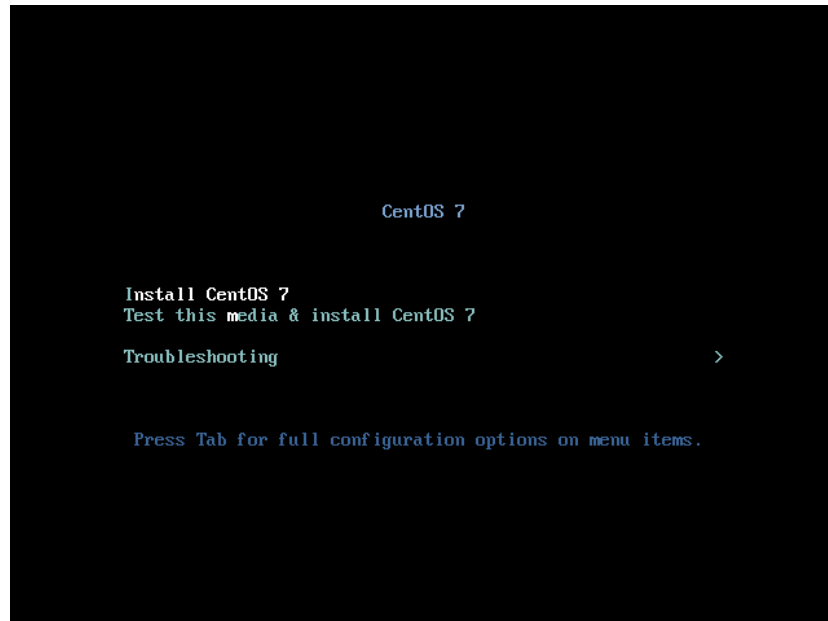 CentOS 7
Install CentOS 7
Test this media & install CentOS 7
Troubleshooting >
Press Tab for full configuration options on menu items.